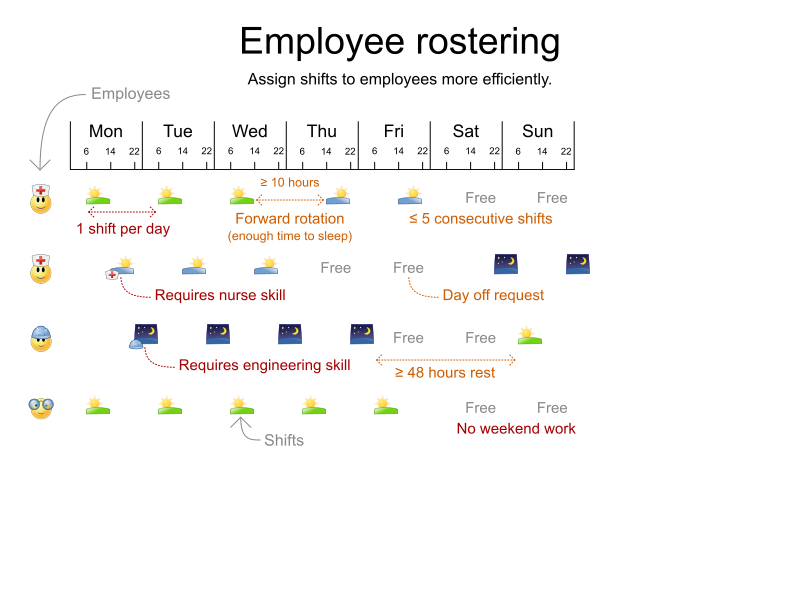 Employee rostering
Assign shifts to employees more efficiently.
Employees
Mon Tue Wed Thu Fri Sat Sun
6 14 22 6 14 22 6 14 22 6 14 22 6 14 22 6 14 22 6 14 22
≥ 10 hours
Free Free
1 shift per day
Forward rotation
(enough time to sleep)
≤ 5 consecutive shifts
Free Free
Requires nurse skill
Day off request
Free Free
Requires engineering skill
≥ 48 hours rest
Free Free
No weekend work
Shifts